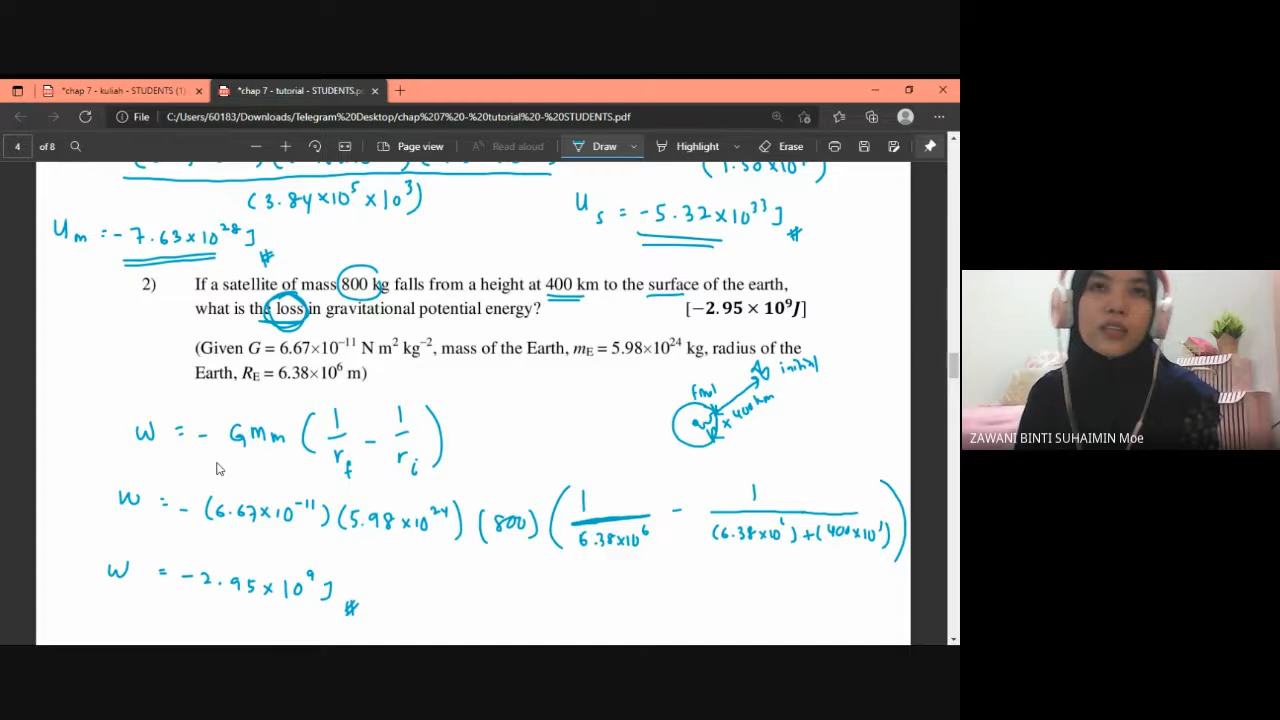 *chap 7 - kuliah - STUDENTS (1)
*chap 7 - tutorial - STUDENTS.p
File
C:/Users/60183/Downloads/Telegram%20Desktop/chap%207%20-%20tutorial%20-%20STUDENTS.pdf
4 of 8
Page view
Read aloud
Draw
Highlight
Erase
(3.84×10⁵ ×10³)
U m = - 7.63×10²⁸ J #
U s = -5.32×10³³ J #
2) If a satellite of mass 800 kg falls from a height at 400 km to the surface of the earth,
what is the loss in gravitational potential energy? [−2.95 × 10⁹J]
(Given G = 6.67×10⁻¹¹ N m² kg⁻², mass of the Earth, mE = 5.98×10²⁴ kg, radius of the
Earth, RE = 6.38×10⁶ m)
initial
final
400 km
W = - GMm ( 1/rf - 1/ri )
W = - (6.67×10⁻¹¹)(5.98×10²⁴)(800)( 1/6.38×10⁶ - 1/(6.38×10⁶)+(400×10³) )
W = -2.95×10⁹ J #
ZAWANI BINTI SUHAIMIN Moe